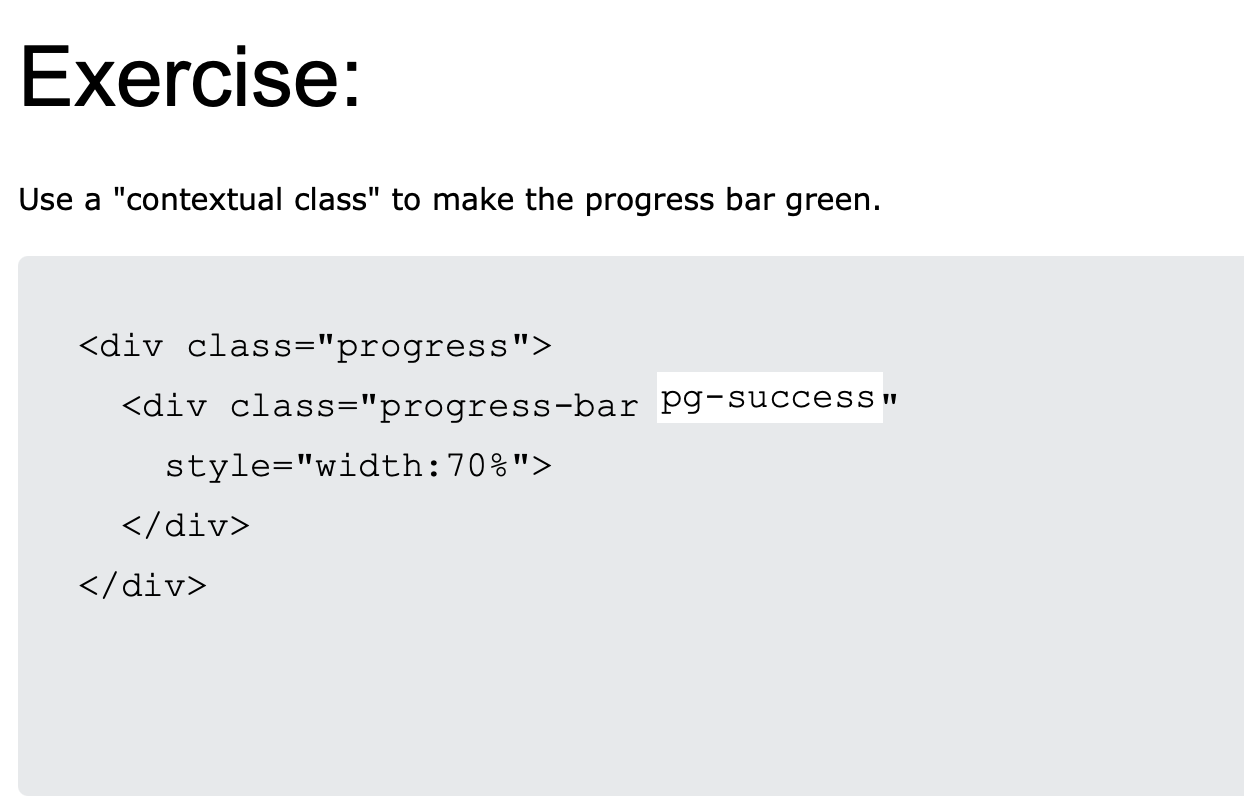 Exercise:
Use a "contextual class" to make the progress bar green.
<div class="progress">
<div class="progress-bar pg-success"
style="width:70%">
</div>
</div>